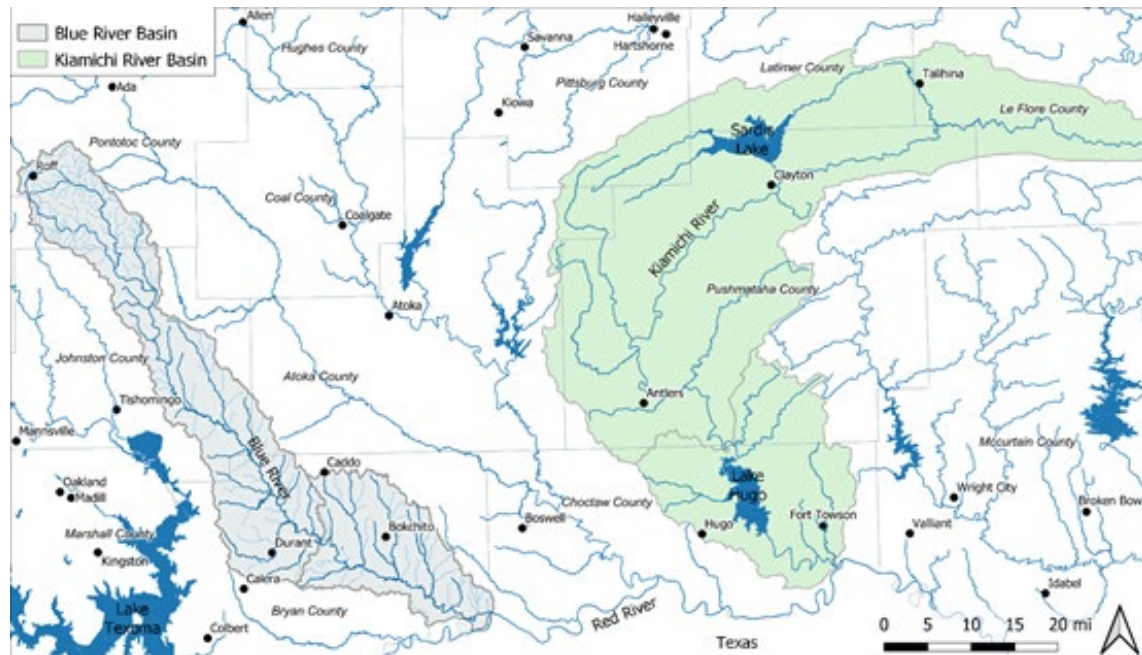 Blue River Basin
Kiamichi River Basin
Allen
Hughes County
Haileyville
Savanna
Hartshorne
Latimer County
Pittsburg County
Talihina
Ada
Kiowa
Le Flore County
Pontotoc County
Sardis
Lake
Roff
Clayton
Coal County
Coalgate
Kiamichi River
Pushmataha County
Atoka
Johnston County
Atoka County
Antlers
Tishomingo
Mannsville
Mccurtain County
Blue River
Caddo
Lake
Hugo
Oakland
Madill
Wright City
Choctaw County
Broken Bow
Marshall County
Bokchito
Boswell
Hugo
Fort Towson
Valliant
Kingston
Durant
Calera
Idabel
Lake
Texoma
Bryan County
Red River
Colbert
Texas
0 5 10 15 20 mi